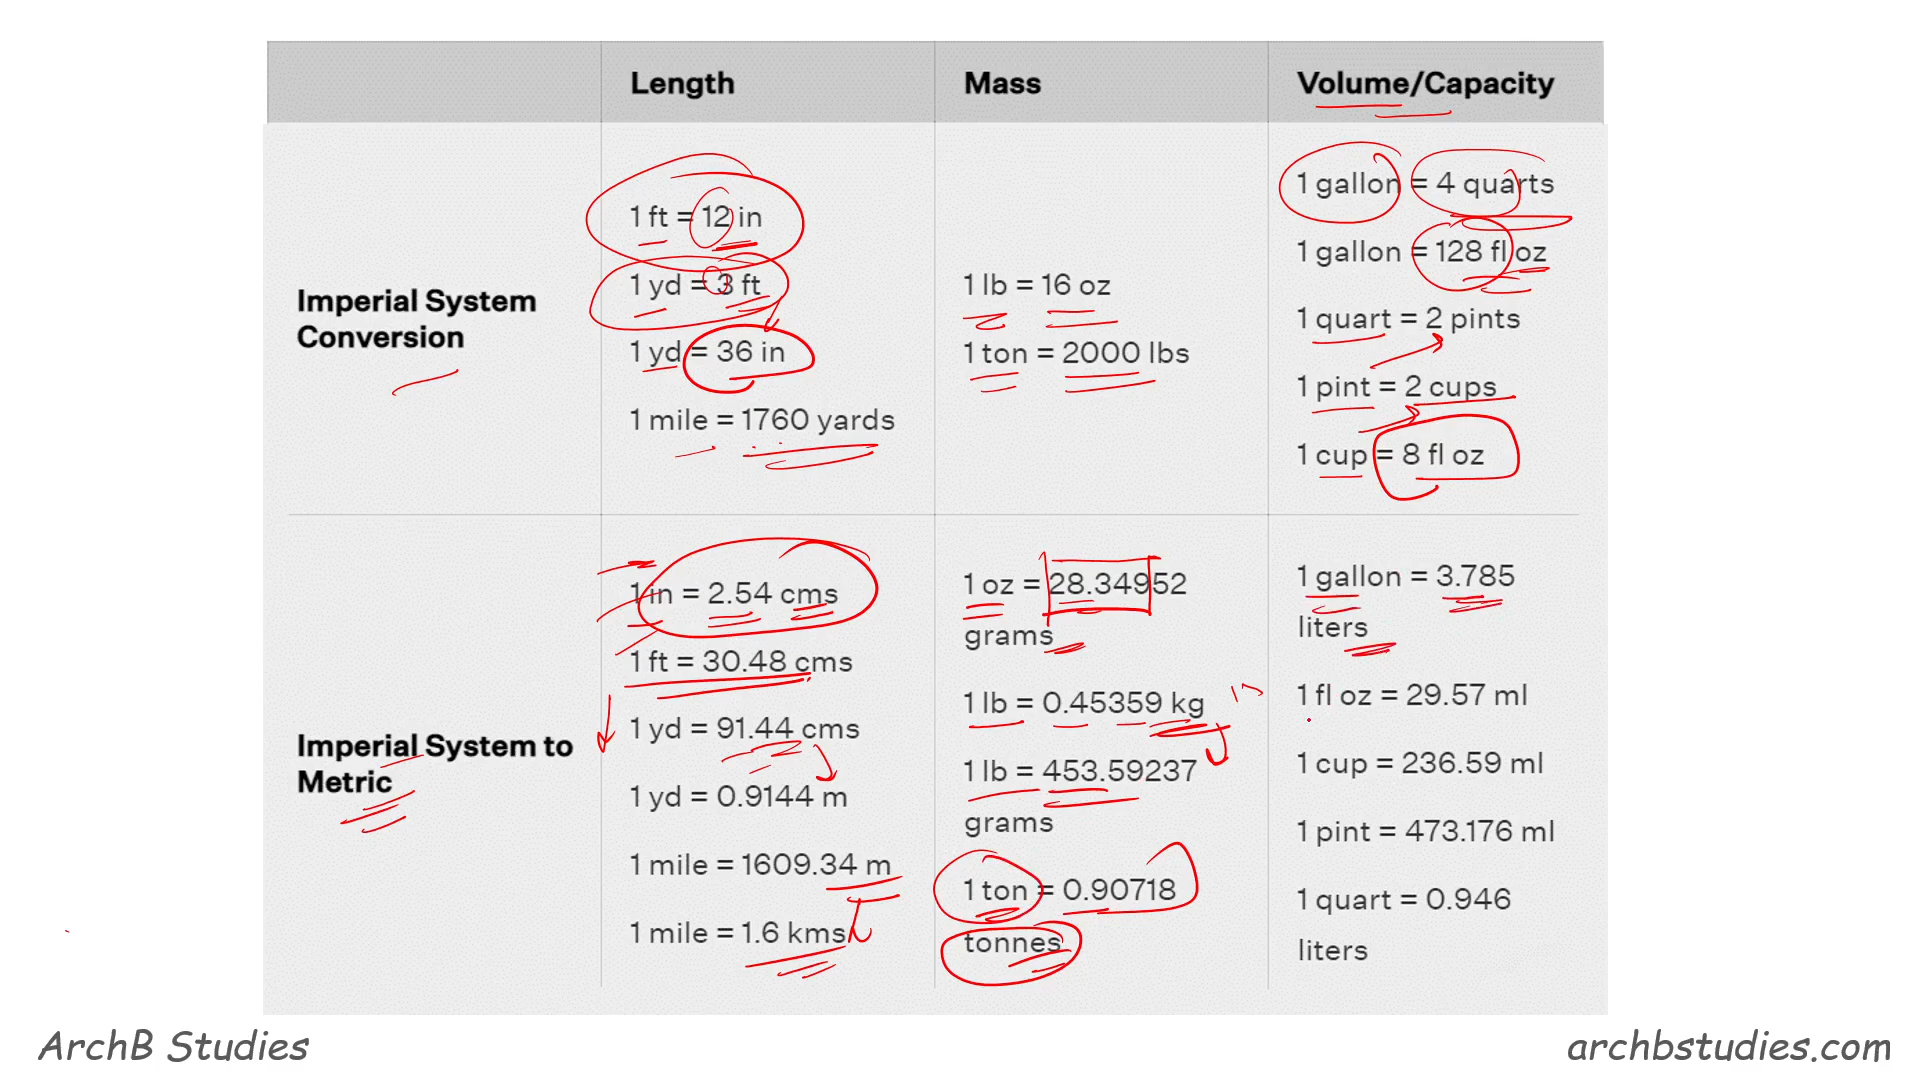 Length
Mass
Volume/Capacity
Imperial System
Conversion
1 ft = 12 in
1 yd = 3 ft
1 yd = 36 in
1 mile = 1760 yards
1 lb = 16 oz
1 ton = 2000 lbs
1 gallon = 4 quarts
1 gallon = 128 fl oz
1 quart = 2 pints
1 pint = 2 cups
1 cup = 8 fl oz
Imperial System to
Metric
1 in = 2.54 cms
1 ft = 30.48 cms
1 yd = 91.44 cms
1 yd = 0.9144 m
1 mile = 1609.34 m
1 mile = 1.6 kms
1 oz = 28.34952
grams
1 lb = 0.45359 kg
1 lb = 453.59237
grams
1 ton = 0.90718
tonnes
1 gallon = 3.785
liters
1 fl oz = 29.57 ml
1 cup = 236.59 ml
1 pint = 473.176 ml
1 quart = 0.946
liters
ArchB Studies
archbstudies.com